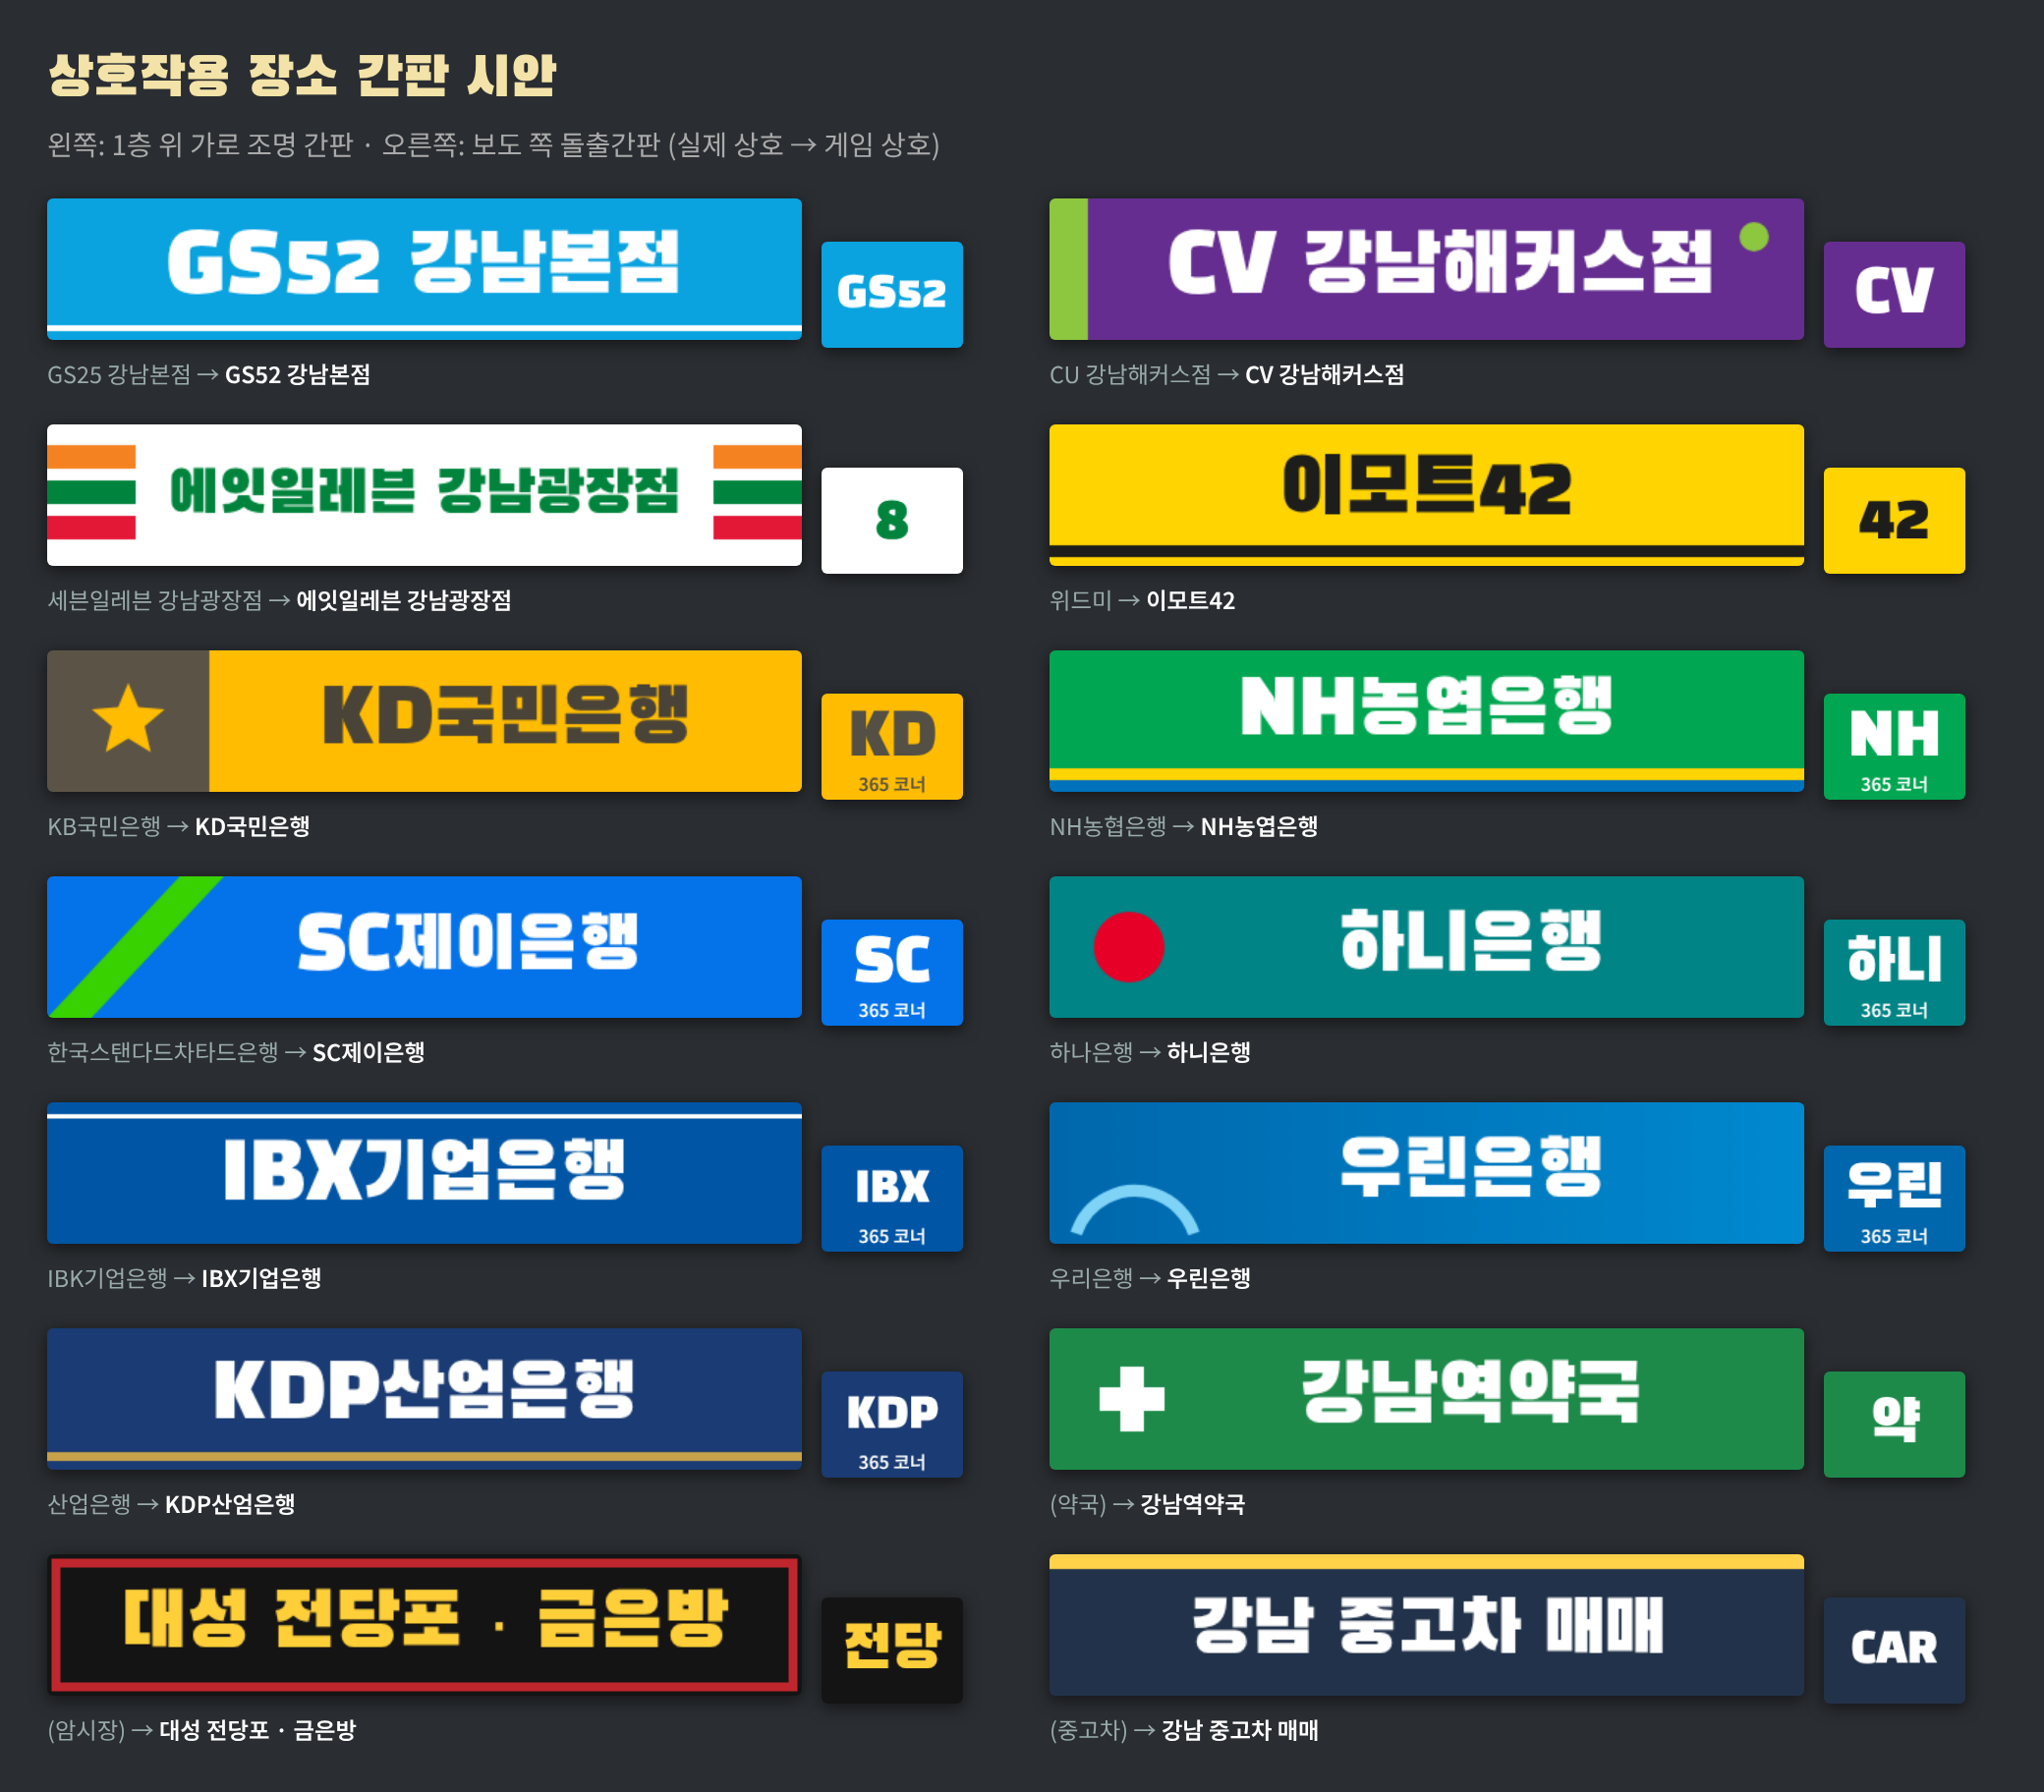 상호작용 장소 간판 시안
왼쪽: 1층 위 가로 조명 간판 · 오른쪽: 보도 쪽 돌출간판 (실제 상호 → 게임 상호)
GS52 강남본점
GS52
GS25 강남본점 → GS52 강남본점
CV 강남해커스점
CV
CU 강남해커스점 → CV 강남해커스점
에잇일레븐 강남광장점
8
세븐일레븐 강남광장점 → 에잇일레븐 강남광장점
이모트42
42
위드미 → 이모트42
KD국민은행
KD
365 코너
KB국민은행 → KD국민은행
NH농엽은행
NH
365 코너
NH농협은행 → NH농엽은행
SC제이은행
SC
365 코너
한국스탠다드차타드은행 → SC제이은행
하니은행
하니
365 코너
하나은행 → 하니은행
IBX기업은행
IBX
365 코너
IBK기업은행 → IBX기업은행
우린은행
우린
365 코너
우리은행 → 우린은행
KDP산엄은행
KDP
365 코너
산업은행 → KDP산엄은행
강남역약국
약
(약국) → 강남역약국
대성 전당포 · 금은방
전당
(암시장) → 대성 전당포 · 금은방
강남 중고차 매매
CAR
(중고차) → 강남 중고차 매매